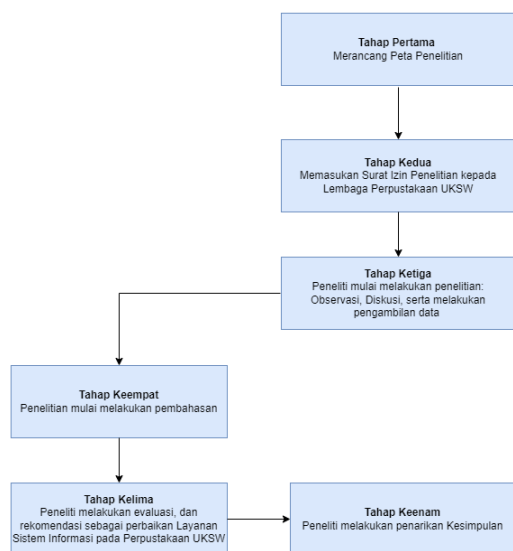 Tahap Pertama
Merancang Peta Penelitian
Tahap Kedua
Memasukan Surat Izin Penelitian kepada
Lembaga Perpustakaan UKSW
Tahap Ketiga
Peneliti mulai melakukan penelitian:
Observasi, Diskusi, serta melakukan
pengambilan data
Tahap Keempat
Penelitian mulai melakukan pembahasan
Tahap Kelima
Peneliti melakukan evaluasi, dan
rekomendasi sebagai perbaikan Layanan
Sistem Informasi pada Perpustakaan UKSW
Tahap Keenam
Peneliti melakukan penarikan Kesimpulan